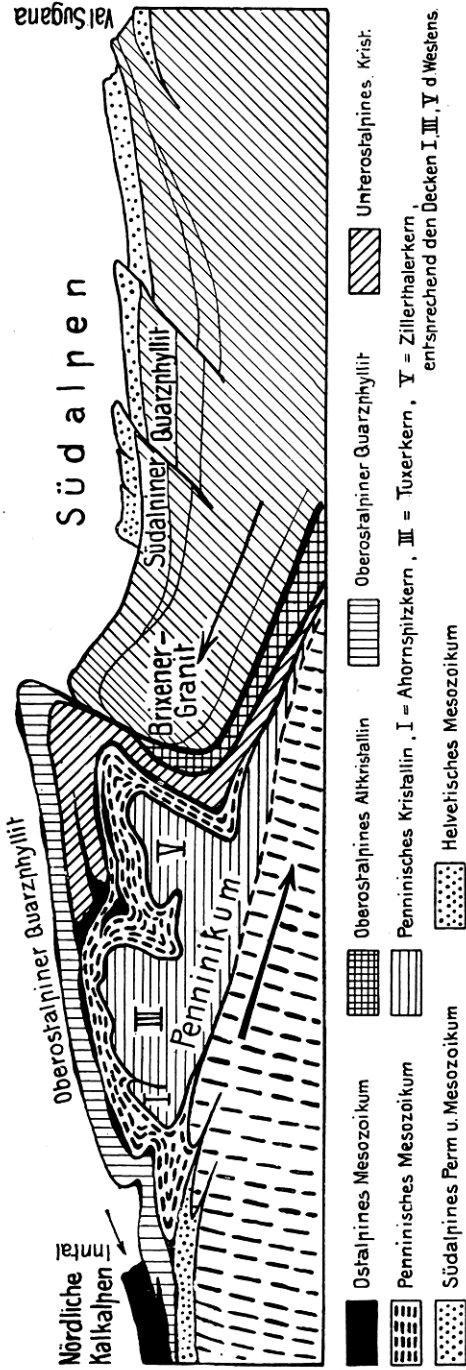 Nördliche
Kalkalpen
Inntal
Oberostalpiner Quarzphyllit
Südalpen
Val Sugana
I
III
V
Penninikum
Brixener-
Granit
Südalpiner Quarzphyllit
Ostalpines Mesozoikum
Oberostalpines Altkristallin
Oberostalpiner Quarzphyllit
Unterostalpines Krist.
Penninisches Mesozoikum
Penninisches Kristallin, I = Ahornspitzkern, III = Tuxerkern, V = Zillerthalerkern,
entsprechend den Decken I, III, V d. Westens.
Südalpines Perm u. Mesozoikum
Helvetisches Mesozoikum